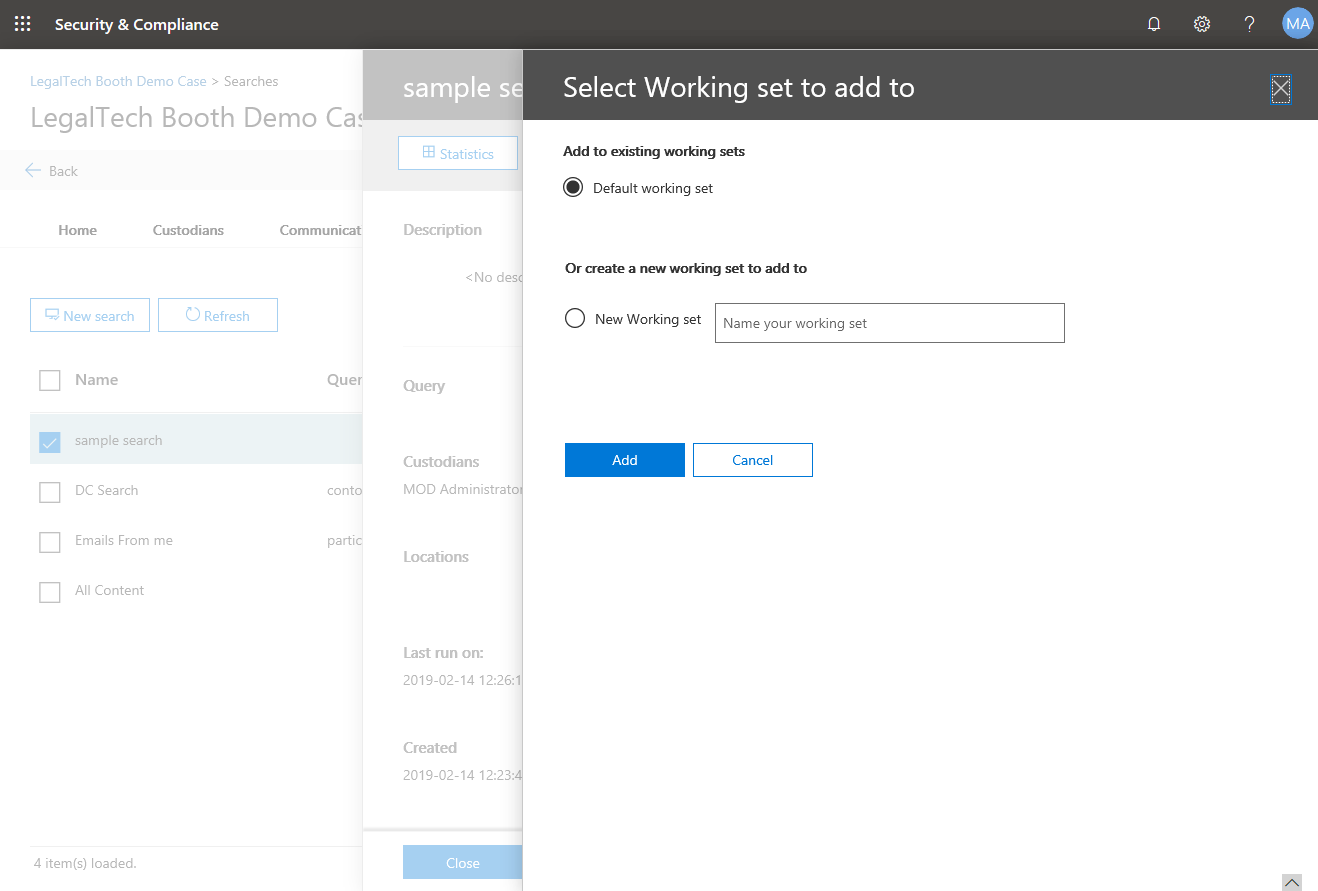 Security & Compliance
MA
LegalTech Booth Demo Case > Searches
LegalTech Booth Demo Cas
Back
Home Custodians Communicat
New search Refresh
Name Quer
sample search
DC Search conto
Emails From me partic
All Content
4 item(s) loaded.
sample se
Statistics
Description
<No desc
Query
Custodians
MOD Administrator
Locations
Last run on:
2019-02-14 12:26:1
Created
2019-02-14 12:23:4
Close
Select Working set to add to
Add to existing working sets
Default working set
Or create a new working set to add to
New Working set Name your working set
Add Cancel